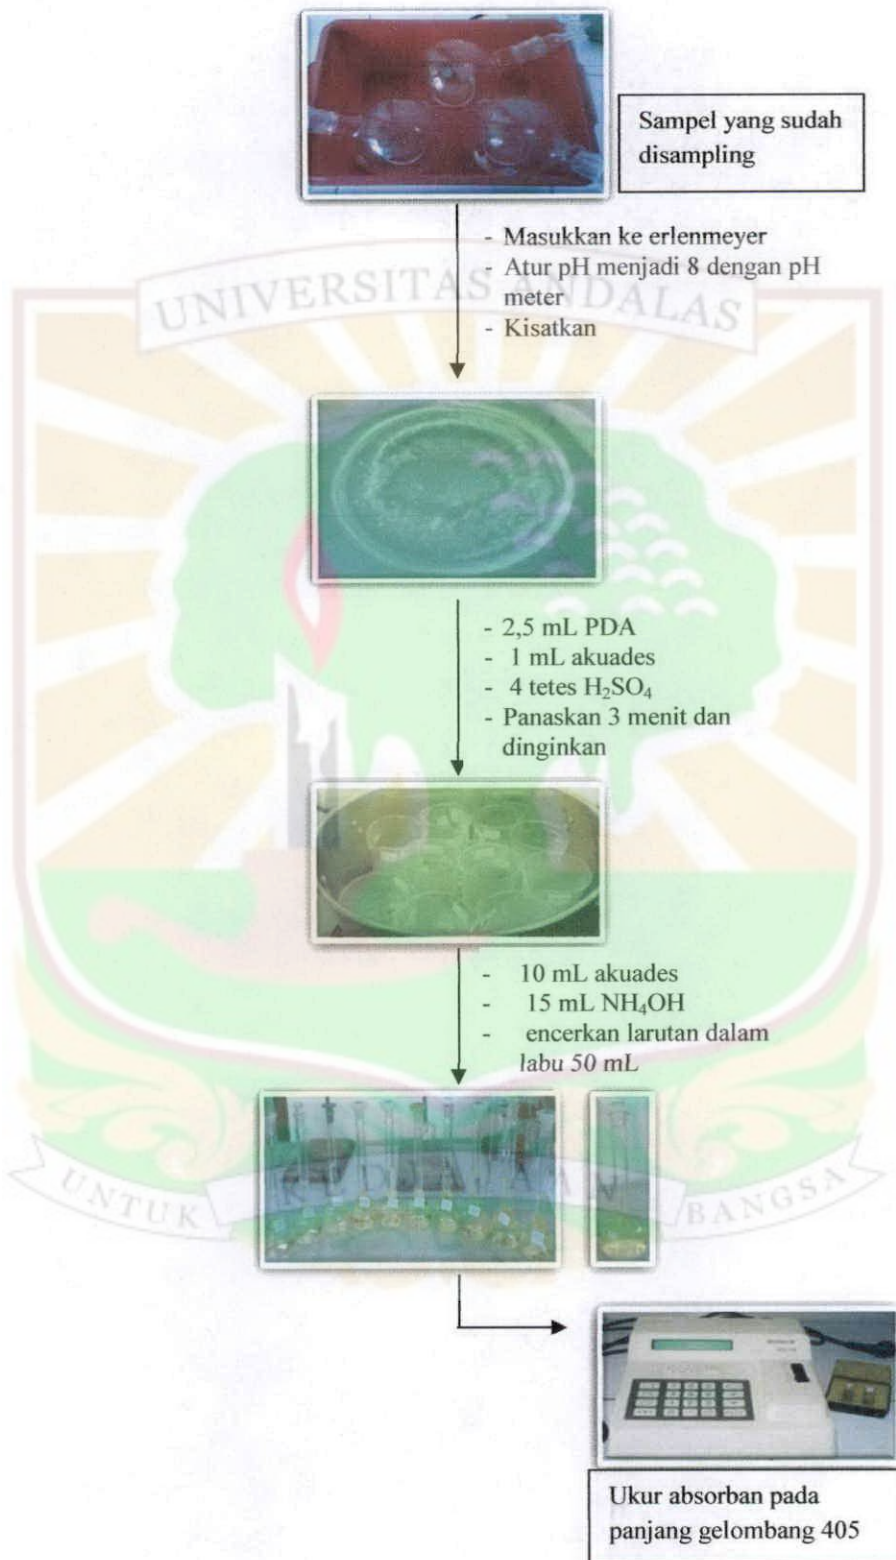 Sampel yang sudah
disampling
- Masukkan ke erlenmeyer
- Atur pH menjadi 8 dengan pH
meter
- Kisatkan
UNIVERSITAS ANDALAS
- 2,5 mL PDA
- 1 mL akuades
- 4 tetes H₂SO₄
- Panaskan 3 menit dan
dinginkan
- 10 mL akuades
- 15 mL NH₄OH
- encerkan larutan dalam
labu 50 mL
UNTUK KEDJAJAAN BANGSA
Ukur absorban pada
panjang gelombang 405